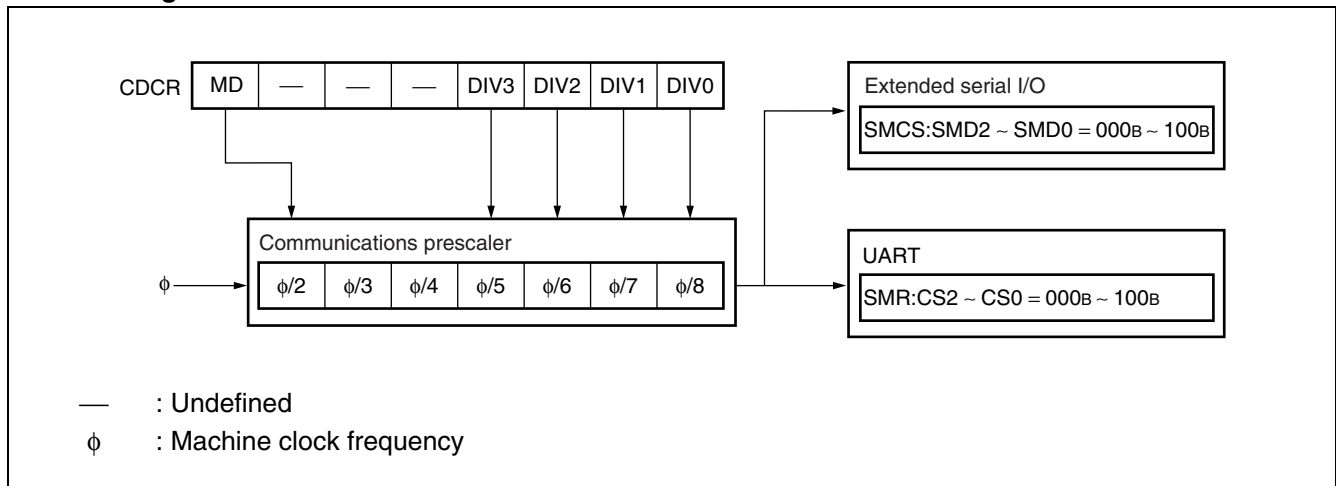 CDCR MD — — — DIV3 DIV2 DIV1 DIV0
Extended serial I/O
SMCS:SMD2 ~ SMD0 = 000B ~ 100B
Communications prescaler
ϕ ϕ/2 ϕ/3 ϕ/4 ϕ/5 ϕ/6 ϕ/7 ϕ/8
UART
SMR:CS2 ~ CS0 = 000B ~ 100B
— : Undefined
ϕ : Machine clock frequency